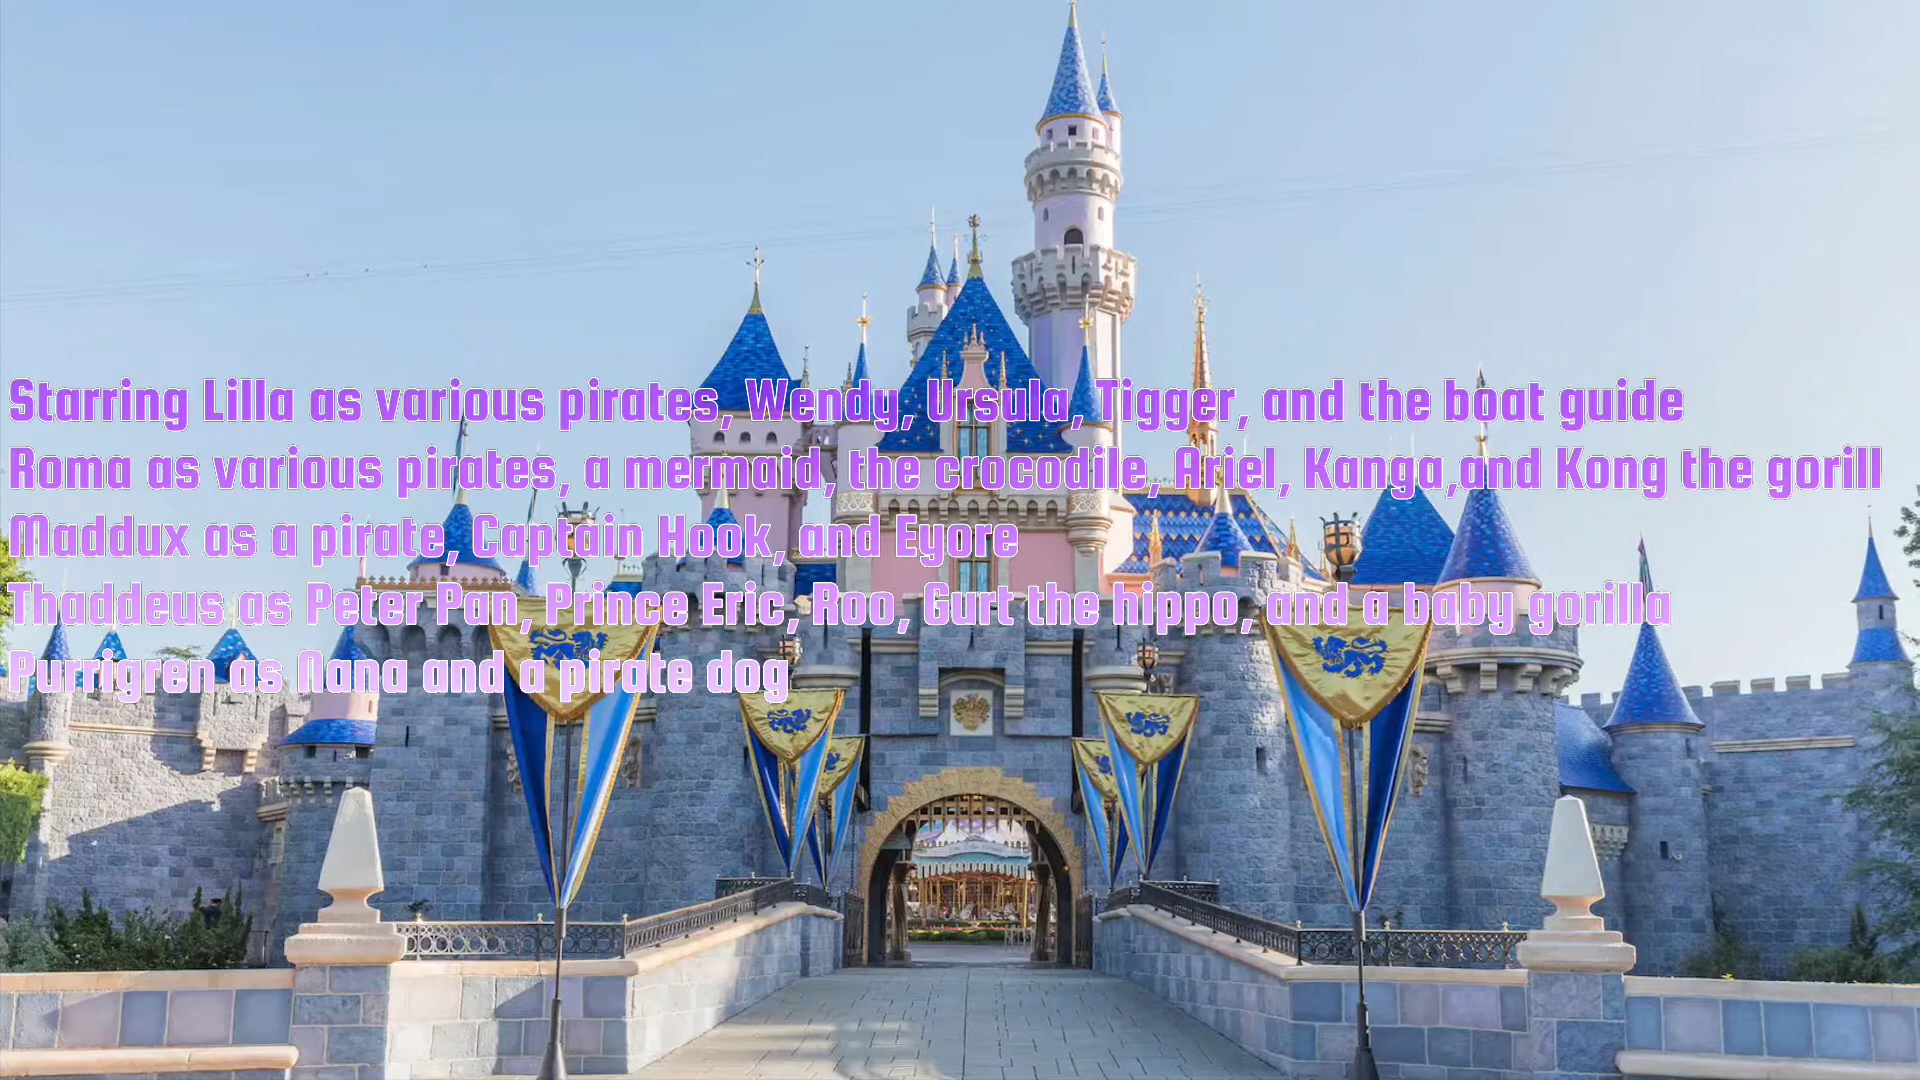 Starring Lilla as various pirates, Wendy, Ursula, Tigger, and the boat guide
Roma as various pirates, a mermaid, the crocodile, Ariel, Kanga,and Kong the gorill
Maddux as a pirate, Captain Hook, and Eyore
Thaddeus as Peter Pan, Prince Eric, Roo, Gurt the hippo, and a baby gorilla
Purrigren as Nana and a pirate dog